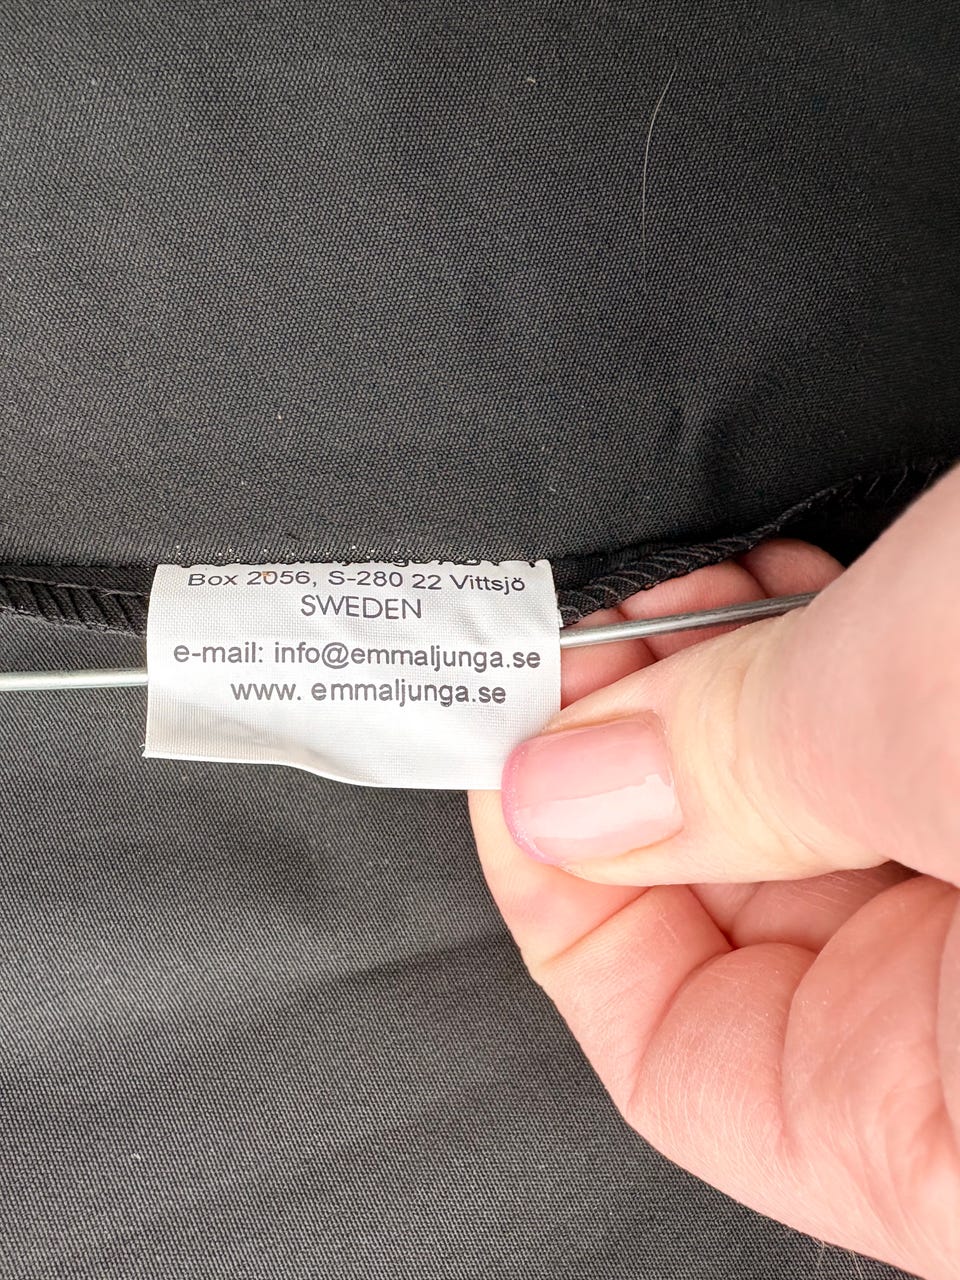 Box 2056, S-280 22 Vittsjö
SWEDEN
e-mail: info@emmaljunga.se
www. emmaljunga.se